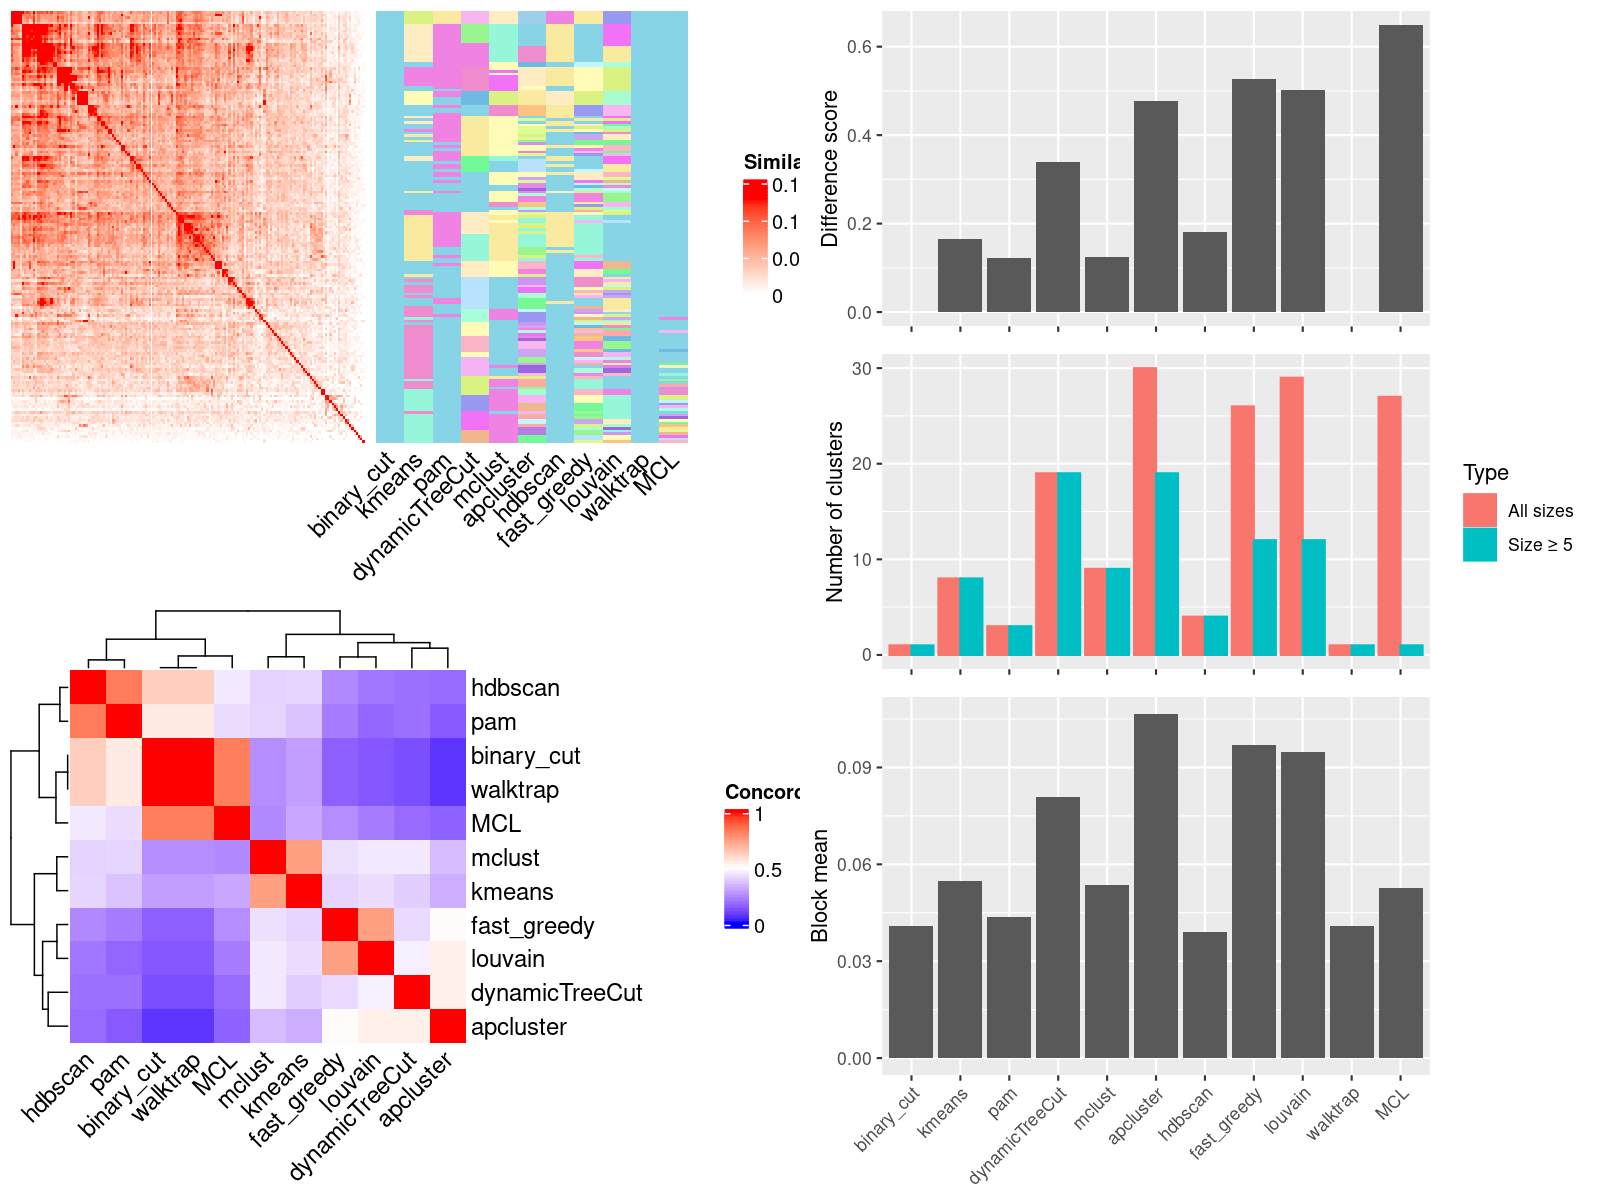 Simila
0.1
0.1
0.0
0
binary_cut
kmeans
pam
dynamicTreeCut
mclust
apcluster
hdbscan
fast_greedy
louvain
walktrap
MCL
hdbscan
pam
binary_cut
walktrap
MCL
mclust
kmeans
fast_greedy
louvain
dynamicTreeCut
apcluster
Concord
1
0.5
0
hdbscan
pam
binary_cut
walktrap
MCL
mclust
kmeans
fast_greedy
louvain
dynamicTreeCut
apcluster
Difference score
0.6
0.4
0.2
0.0
Number of clusters
30
20
10
0
Type
All sizes
Size ≥ 5
Block mean
0.09
0.06
0.03
0.00
binary_cut
kmeans
pam
dynamicTreeCut
mclust
apcluster
hdbscan
fast_greedy
louvain
walktrap
MCL